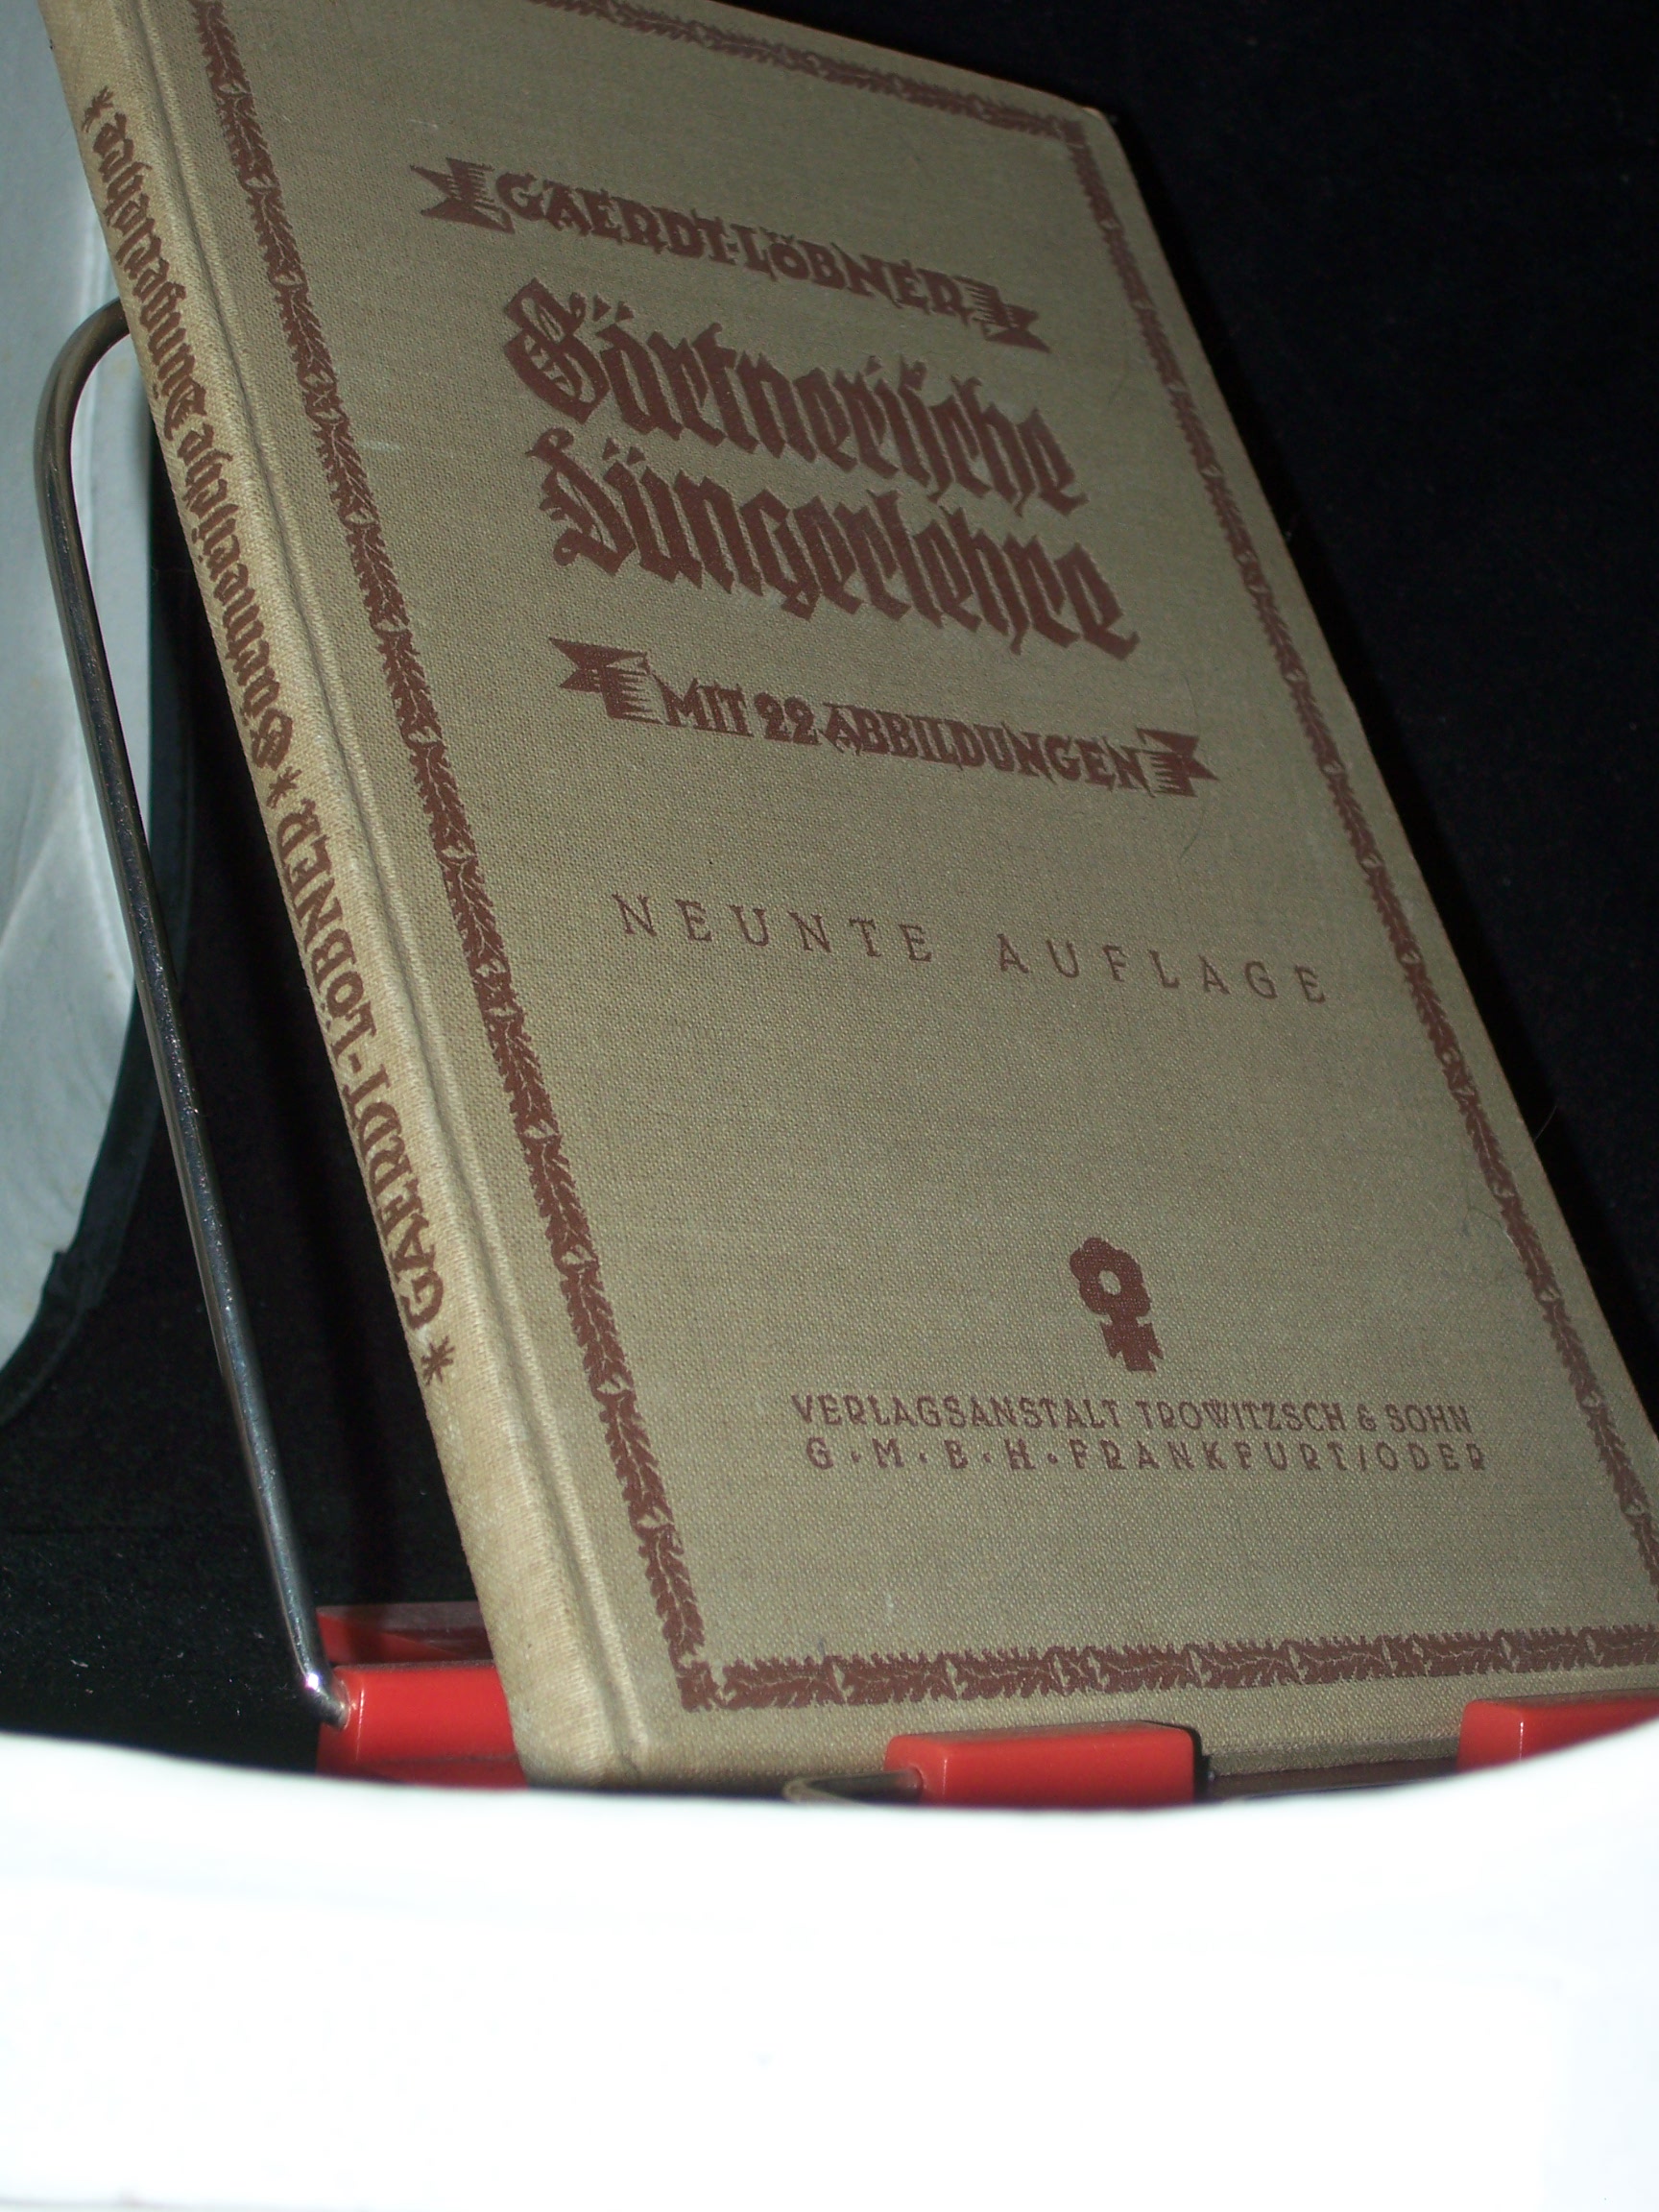 GAERDT-LÖBNER
Gärtnerische
Düngerlehre
MIT 22 ABBILDUNGEN
NEUNTE AUFLAGE
VERLAGSANSTALT TROWITZSCH & SOHN
G·M·B·H·FRANKFURT/ODER
* GAERDT-LÖBNER * Gärtnerische Düngerlehre *